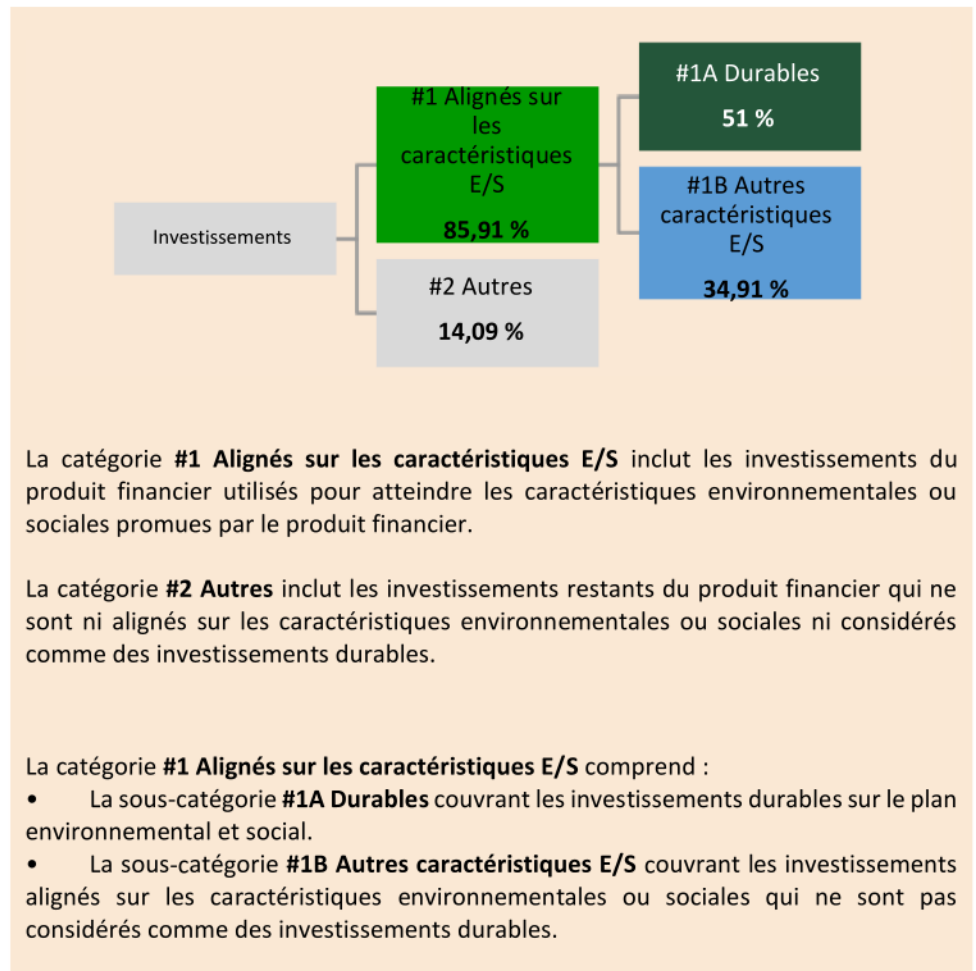 #1A Durables
51 %
#1 Alignés sur
les
caractéristiques
E/S
85,91 %
#1B Autres
caractéristiques
E/S
34,91 %
Investissements
#2 Autres
14,09 %
La catégorie #1 Alignés sur les caractéristiques E/S inclut les investissements du
produit financier utilisés pour atteindre les caractéristiques environnementales ou
sociales promues par le produit financier.
La catégorie #2 Autres inclut les investissements restants du produit financier qui ne
sont ni alignés sur les caractéristiques environnementales ou sociales ni considérés
comme des investissements durables.
La catégorie #1 Alignés sur les caractéristiques E/S comprend :
• La sous-catégorie #1A Durables couvrant les investissements durables sur le plan
environnemental et social.
• La sous-catégorie #1B Autres caractéristiques E/S couvrant les investissements
alignés sur les caractéristiques environnementales ou sociales qui ne sont pas
considérés comme des investissements durables.